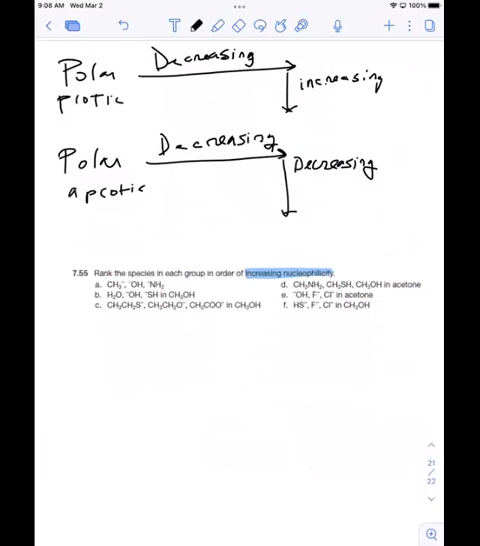 9:08 AM Wed Mar 2
100%
Polar
Decreasing
increasing
protic
Polar
Decreasing
Decreasing
aprotic
7.55 Rank the species in each group in order of increasing nucleophilicity.
a. CH₃⁻, ⁻OH, ⁻NH₂
b. H₂O, ⁻OH, ⁻SH in CH₃OH
c. CH₃CH₂S⁻, CH₃CH₂O⁻, CH₃COO⁻ in CH₃OH
d. CH₃NH₂, CH₃SH, CH₃OH in acetone
e. ⁻OH, F⁻, Cl⁻ in acetone
f. HS⁻, F⁻, Cl⁻ in CH₃OH
21
/
22